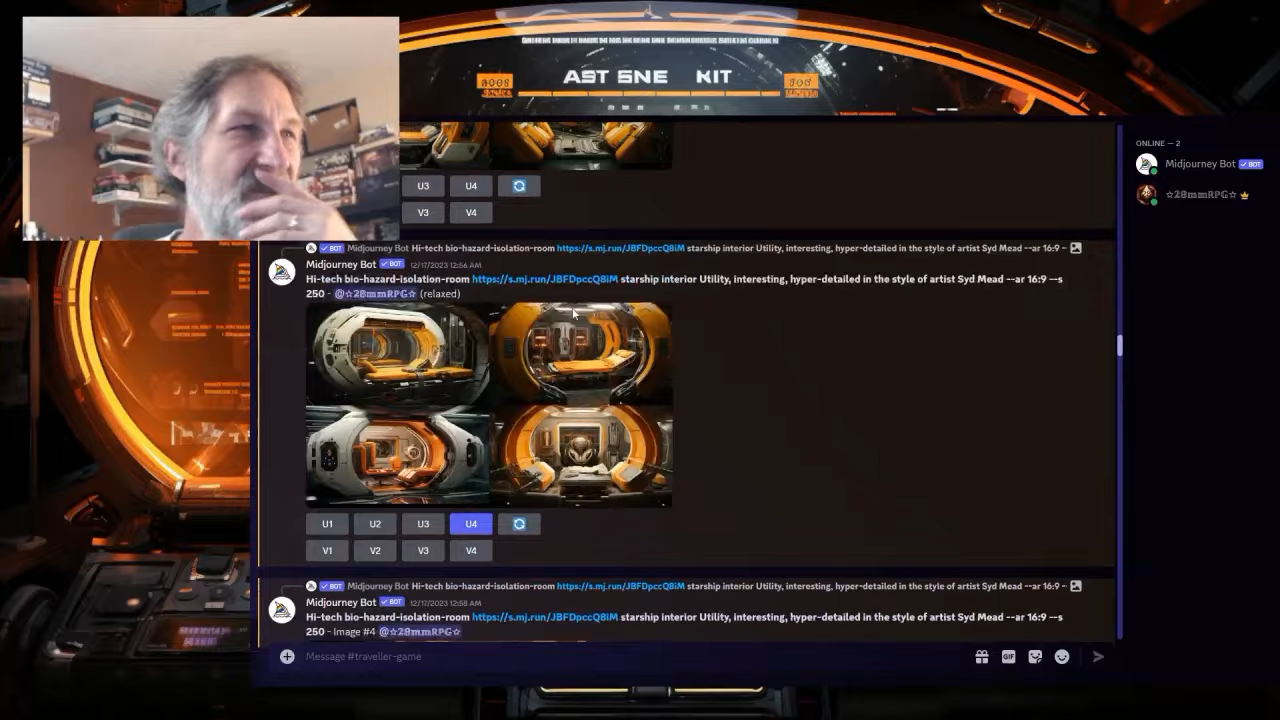 AST SNE KIT
ONLINE — 2
Midjourney Bot ✓ BOT
☆28mmRPG☆
U3 U4
V3 V4
✓ BOT Midjourney Bot Hi-tech bio-hazard-isolation-room https://s.mj.run/JBFDpccQ8iM starship interior Utility, interesting, hyper-detailed in the style of artist Syd Mead --ar 16:9 -
Midjourney Bot ✓ BOT 12/17/2023 12:56 AM
Hi-tech bio-hazard-isolation-room https://s.mj.run/JBFDpccQ8iM starship interior Utility, interesting, hyper-detailed in the style of artist Syd Mead --ar 16:9 --s
250 - @☆28mmRPG☆ (relaxed)
U1 U2 U3 U4
V1 V2 V3 V4
✓ BOT Midjourney Bot Hi-tech bio-hazard-isolation-room https://s.mj.run/JBFDpccQ8iM starship interior Utility, interesting, hyper-detailed in the style of artist Syd Mead --ar 16:9 -
Midjourney Bot ✓ BOT 12/17/2023 12:58 AM
Hi-tech bio-hazard-isolation-room https://s.mj.run/JBFDpccQ8iM starship interior Utility, interesting, hyper-detailed in the style of artist Syd Mead --ar 16:9 --s
250 - Image #4 @☆28mmRPG☆
Message #traveller-game
GIF